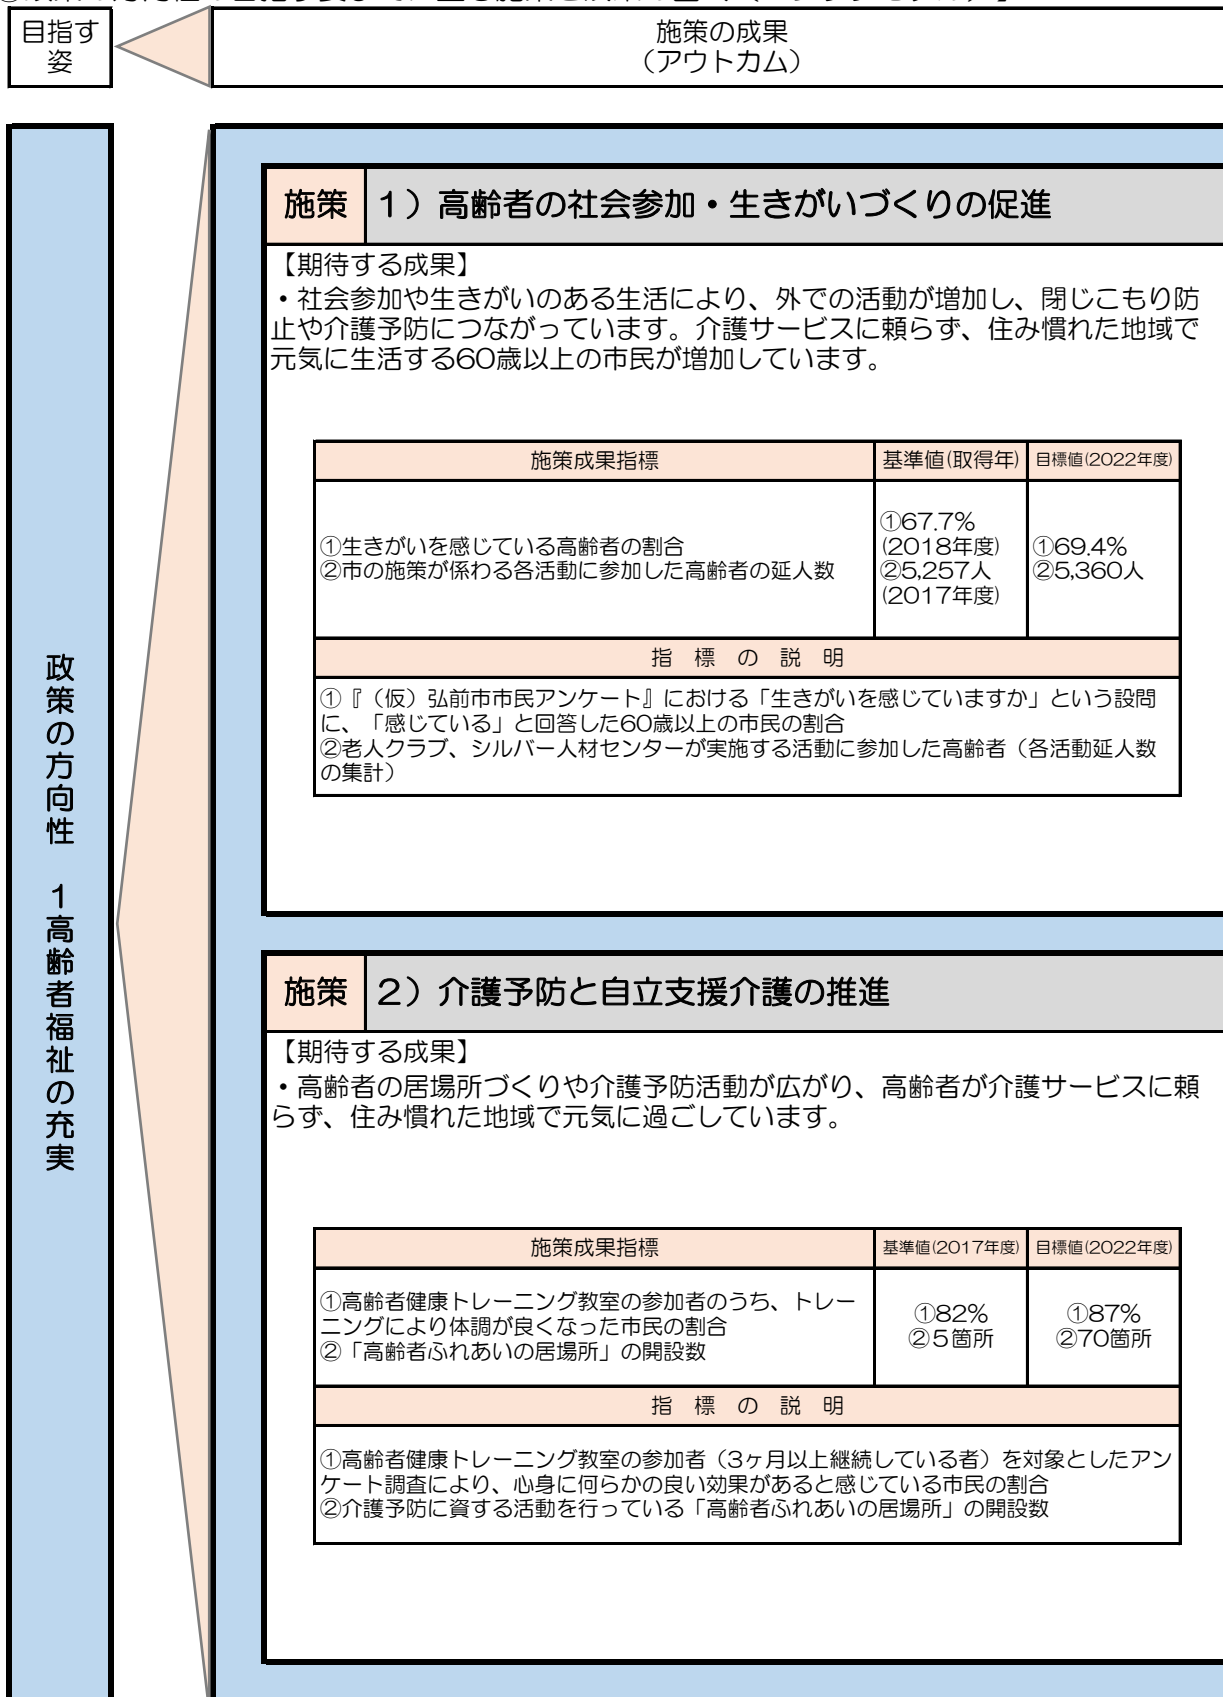 目指す
姿
施策の成果
（アウトカム）
政策の方向性　１高齢者福祉の充実
施策
１）高齢者の社会参加・生きがいづくりの促進
【期待する成果】
・社会参加や生きがいのある生活により、外での活動が増加し、閉じこもり防
止や介護予防につながっています。介護サービスに頼らず、住み慣れた地域で
元気に生活する60歳以上の市民が増加しています。
施策成果指標
基準値(取得年)
目標値(2022年度)
①生きがいを感じている高齢者の割合
②市の施策が係わる各活動に参加した高齢者の延人数
①67.7%
(2018年度)
②5,257人
(2017年度)
①69.4%
②5,360人
指　標　の　説　明
①『（仮）弘前市市民アンケート』における「生きがいを感じていますか」という設問
に、「感じている」と回答した60歳以上の市民の割合
②老人クラブ、シルバー人材センターが実施する活動に参加した高齢者（各活動延人数
の集計）
施策
２）介護予防と自立支援介護の推進
【期待する成果】
・高齢者の居場所づくりや介護予防活動が広がり、高齢者が介護サービスに頼
らず、住み慣れた地域で元気に過ごしています。
施策成果指標
基準値(2017年度)
目標値(2022年度)
①高齢者健康トレーニング教室の参加者のうち、トレー
ニングにより体調が良くなった市民の割合
②「高齢者ふれあいの居場所」の開設数
①82%
②５箇所
①87%
②70箇所
指　標　の　説　明
①高齢者健康トレーニング教室の参加者（3ヶ月以上継続している者）を対象としたアン
ケート調査により、心身に何らかの良い効果があると感じている市民の割合
②介護予防に資する活動を行っている「高齢者ふれあいの居場所」の開設数